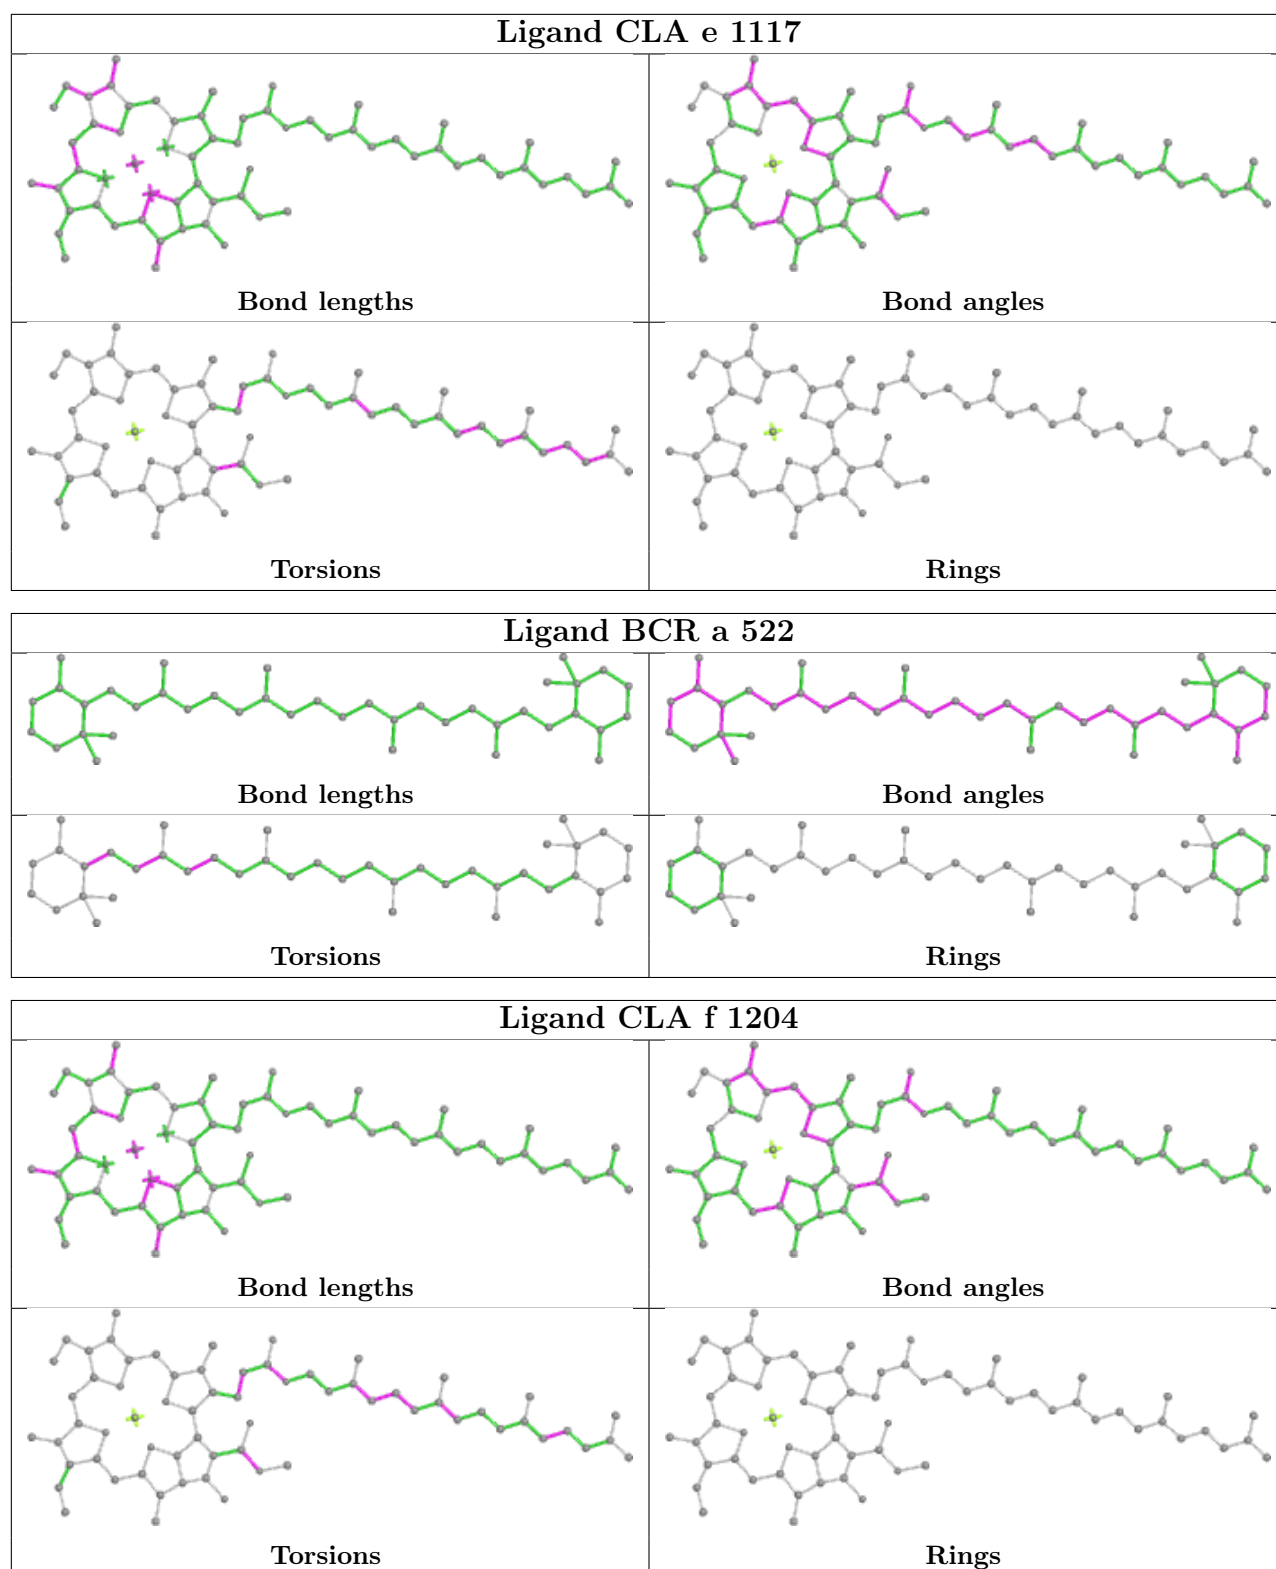 Ligand CLA e 1117
Bond lengths
Bond angles
Torsions
Rings
Ligand BCR a 522
Bond lengths
Bond angles
Torsions
Rings
Ligand CLA f 1204
Bond lengths
Bond angles
Torsions
Rings